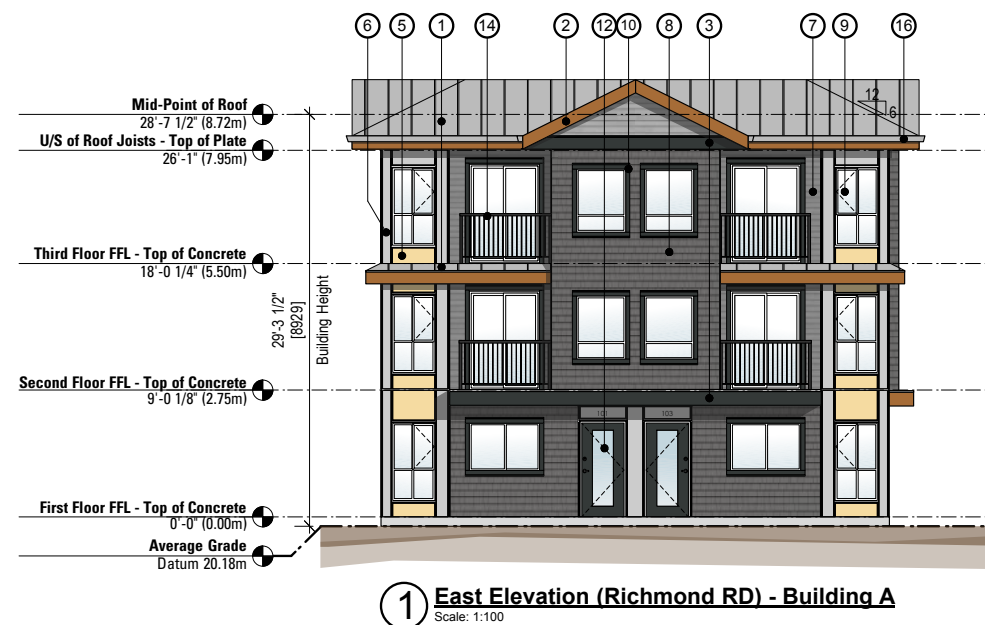 6 5 1 14 2 12 10 8 3 7 9 16
12
6
Mid-Point of Roof
28'-7 1/2" (8.72m)
U/S of Roof Joists - Top of Plate
26'-1" (7.95m)
Third Floor FFL - Top of Concrete
18'-0 1/4" (5.50m)
29'-3 1/2"
[8929]
Building Height
Second Floor FFL - Top of Concrete
9'-0 1/8" (2.75m)
101 103
First Floor FFL - Top of Concrete
0'-0" (0.00m)
Average Grade
Datum 20.18m
1 East Elevation (Richmond RD) - Building A
Scale: 1:100